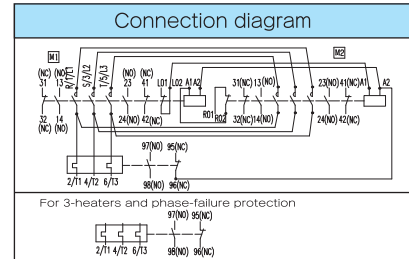 Connection diagram
M1 M2
(NC) (NO) R/1/L1 S/3/L2 T/5/L3 (NO) (NC) LO1 LO2 A1 A2 31(NC) 13(NO) 23(NO) 41(NC) A1 A2
31 13 23 41
RO1 RO2
32 14 24(NO) 42(NC) 32(NC) 14(NO) 24(NO) 42(NC)
(NC) (NO)
97(NO) 95(NC)
2/T1 4/T2 6/T3 98(NO) 96(NC)
For 3-heaters and phase-failure protection
97(NO) 95(NC)
2/T1 4/T2 6/T3 98(NO) 96(NC)